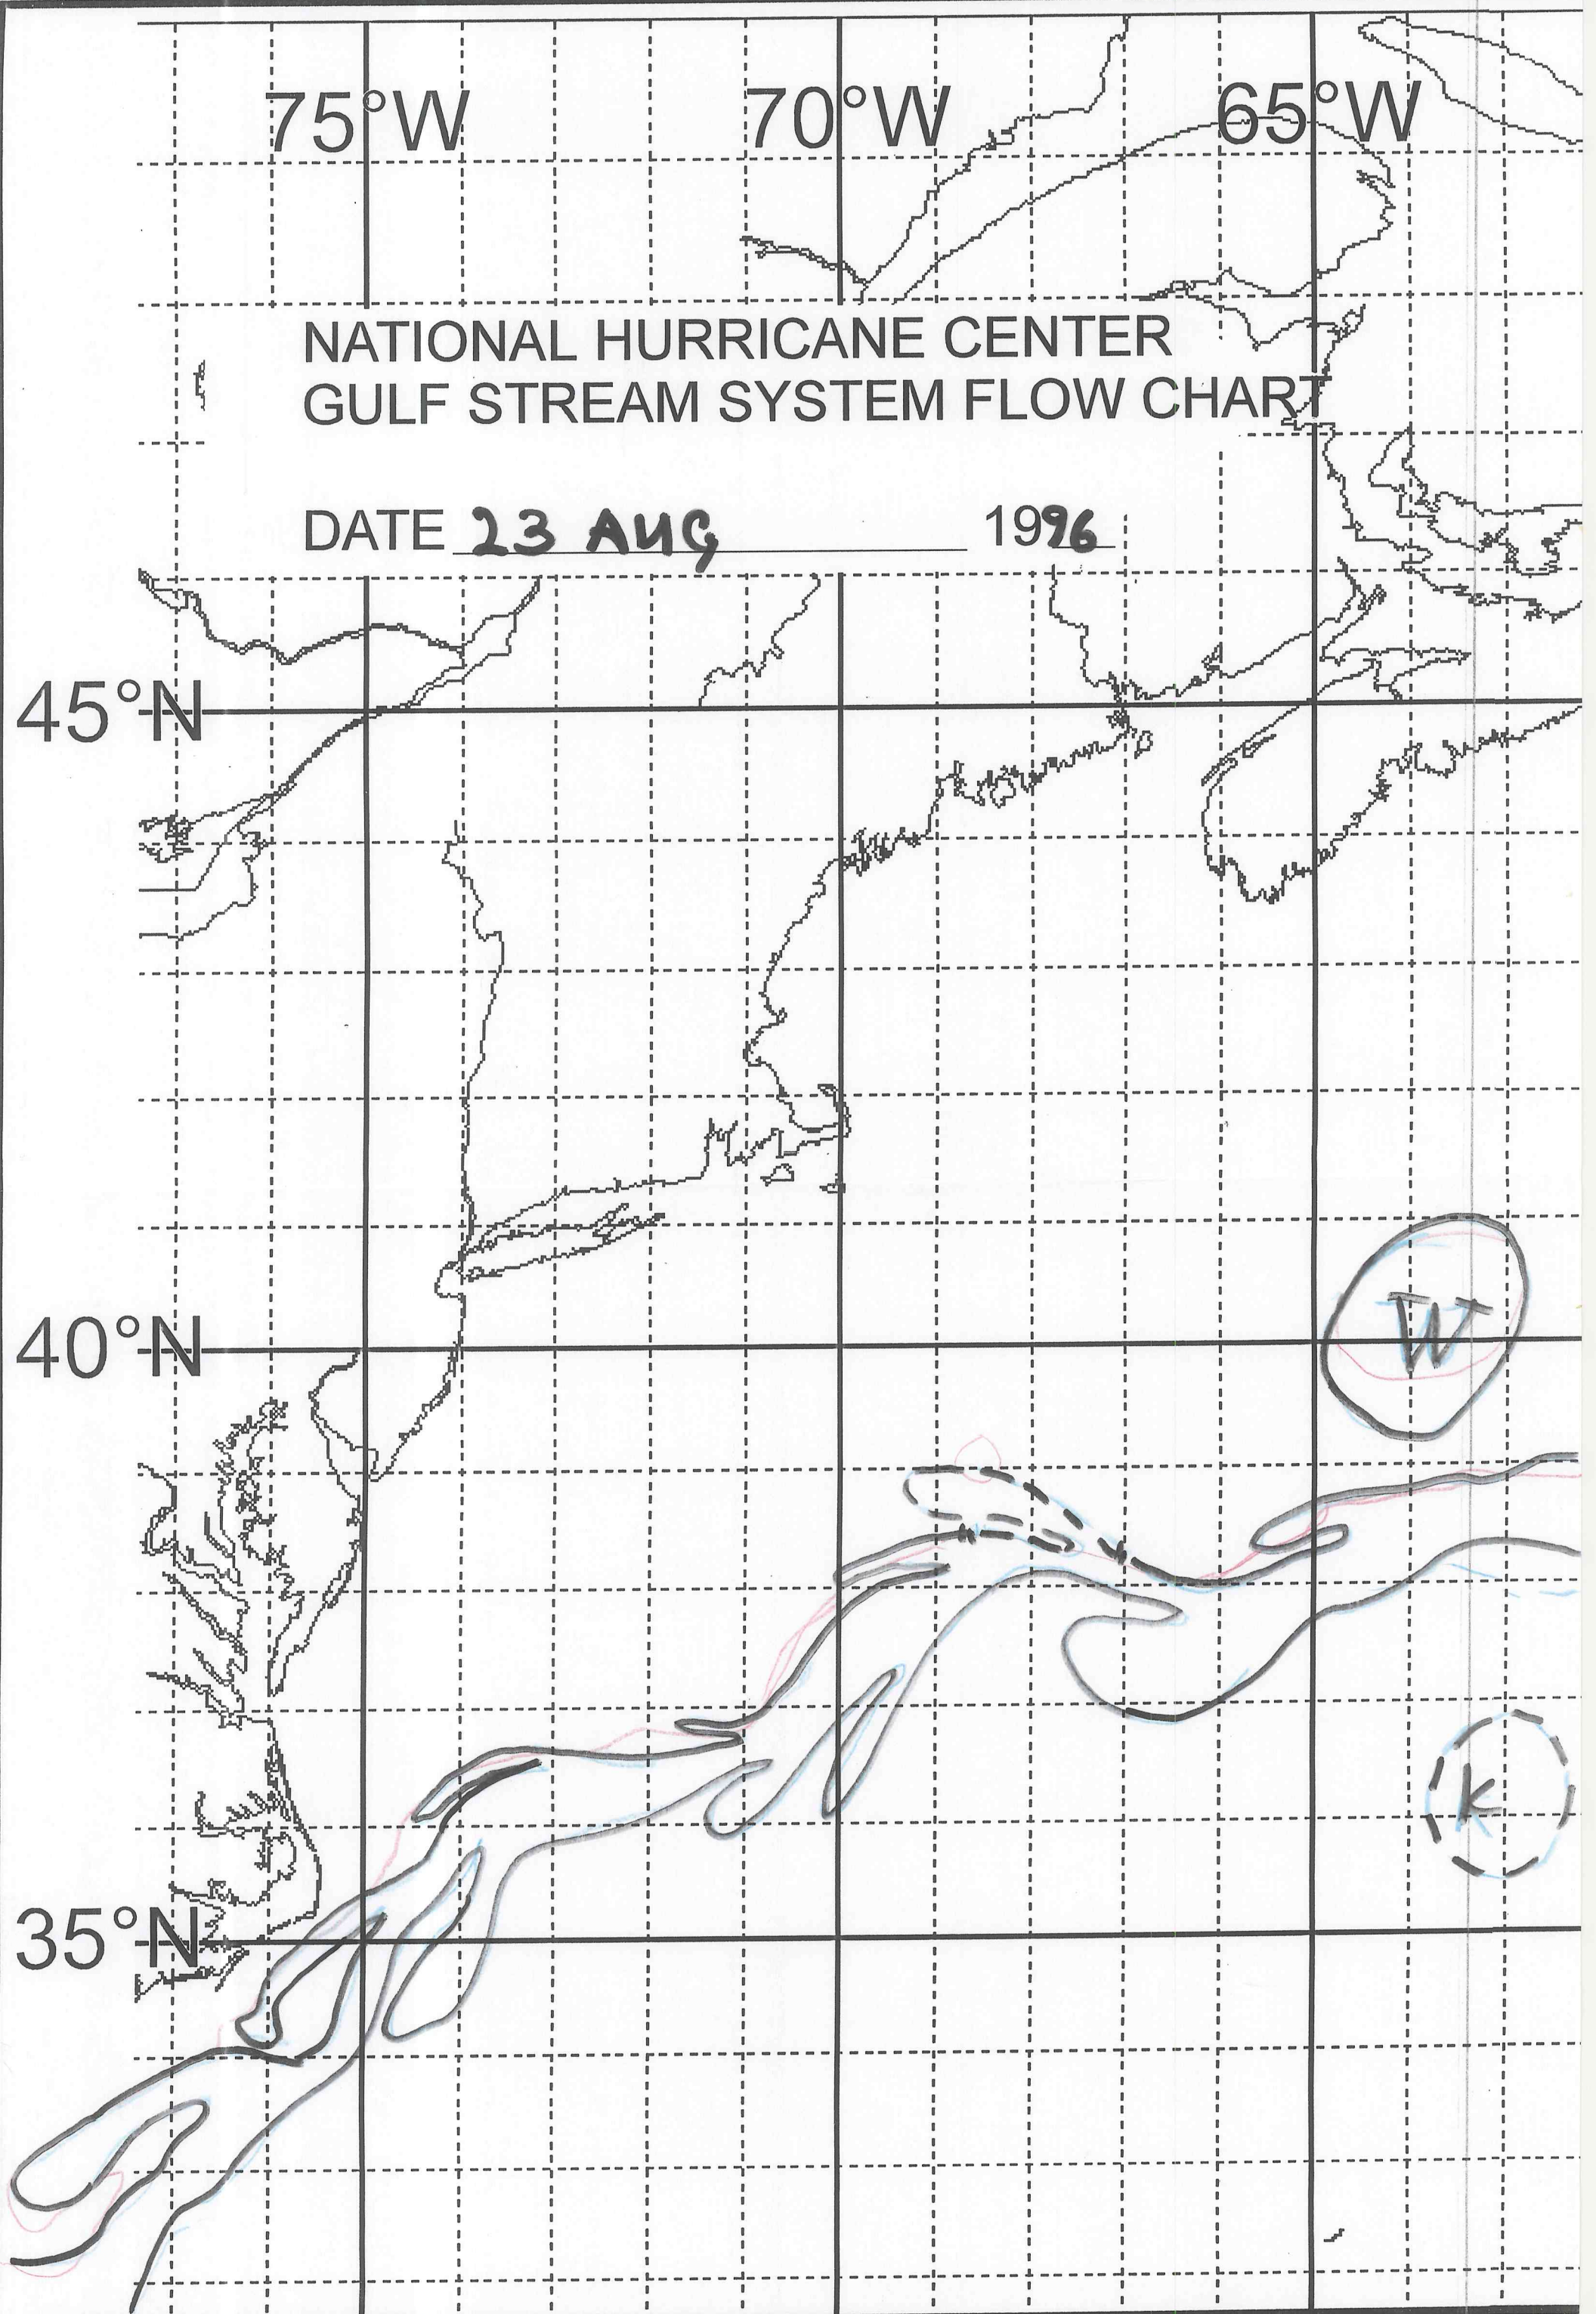 75°W 70°W 65°W
NATIONAL HURRICANE CENTER
GULF STREAM SYSTEM FLOW CHART
DATE 23 AUG 1996
45°N
W
40°N
K
35°N